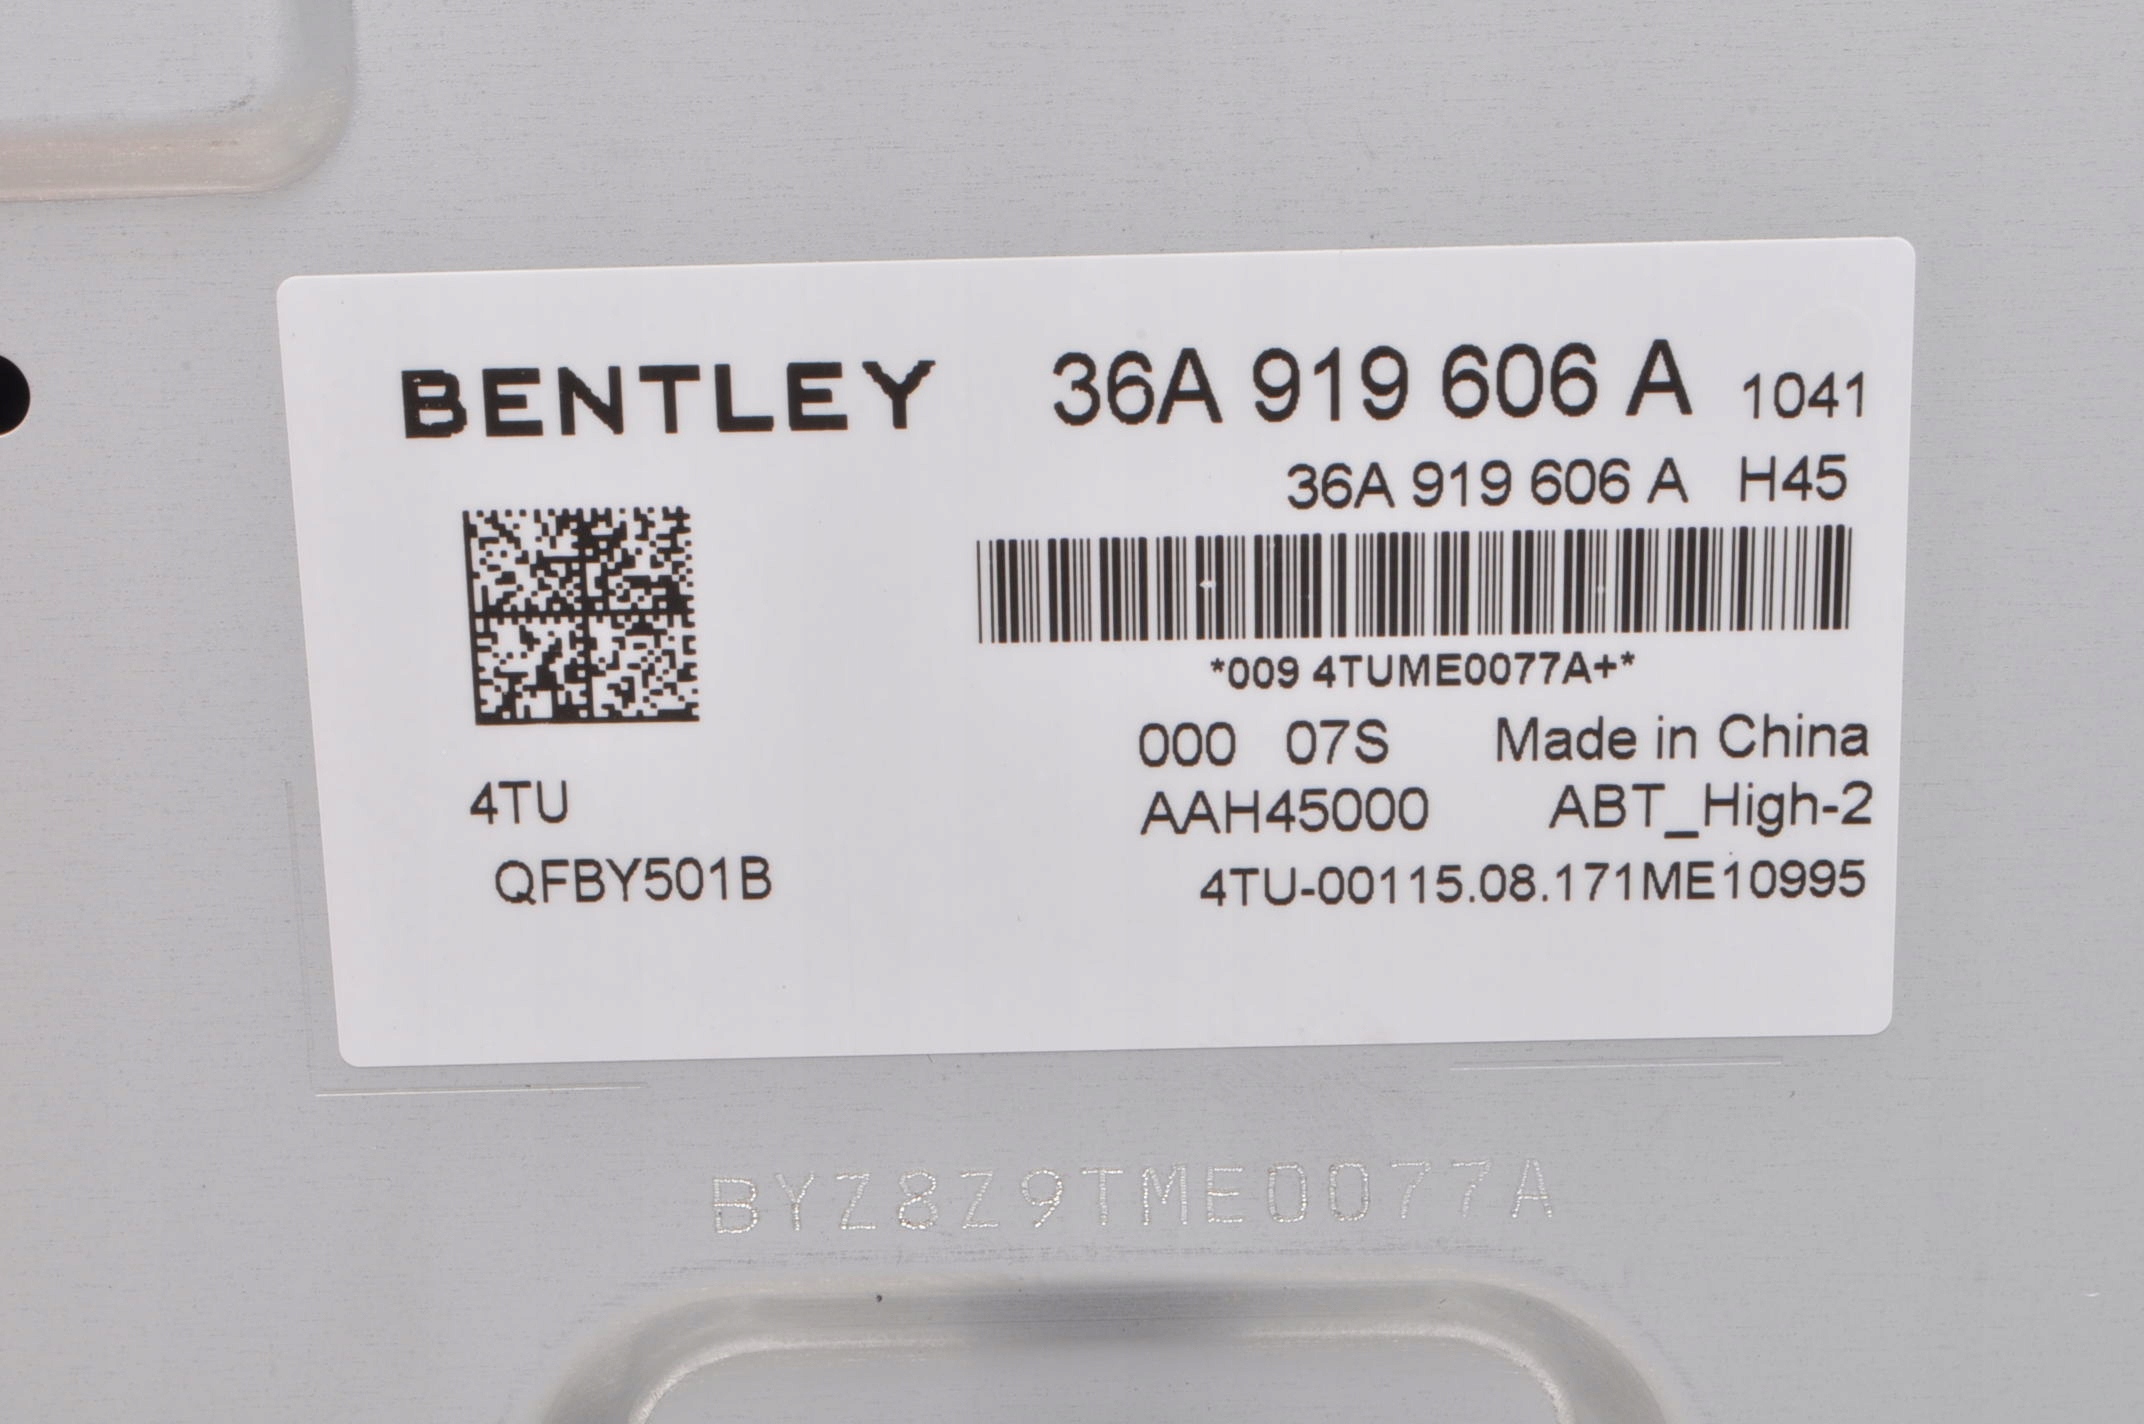 BENTLEY 36A 919 606 A 1041
36A 919 606 A H45
*009 4TUME0077A+*
000 07S Made in China
4TU AAH45000 ABT_High-2
QFBY501B 4TU-00115.08.171ME10995
BYZ8Z9TME0077A